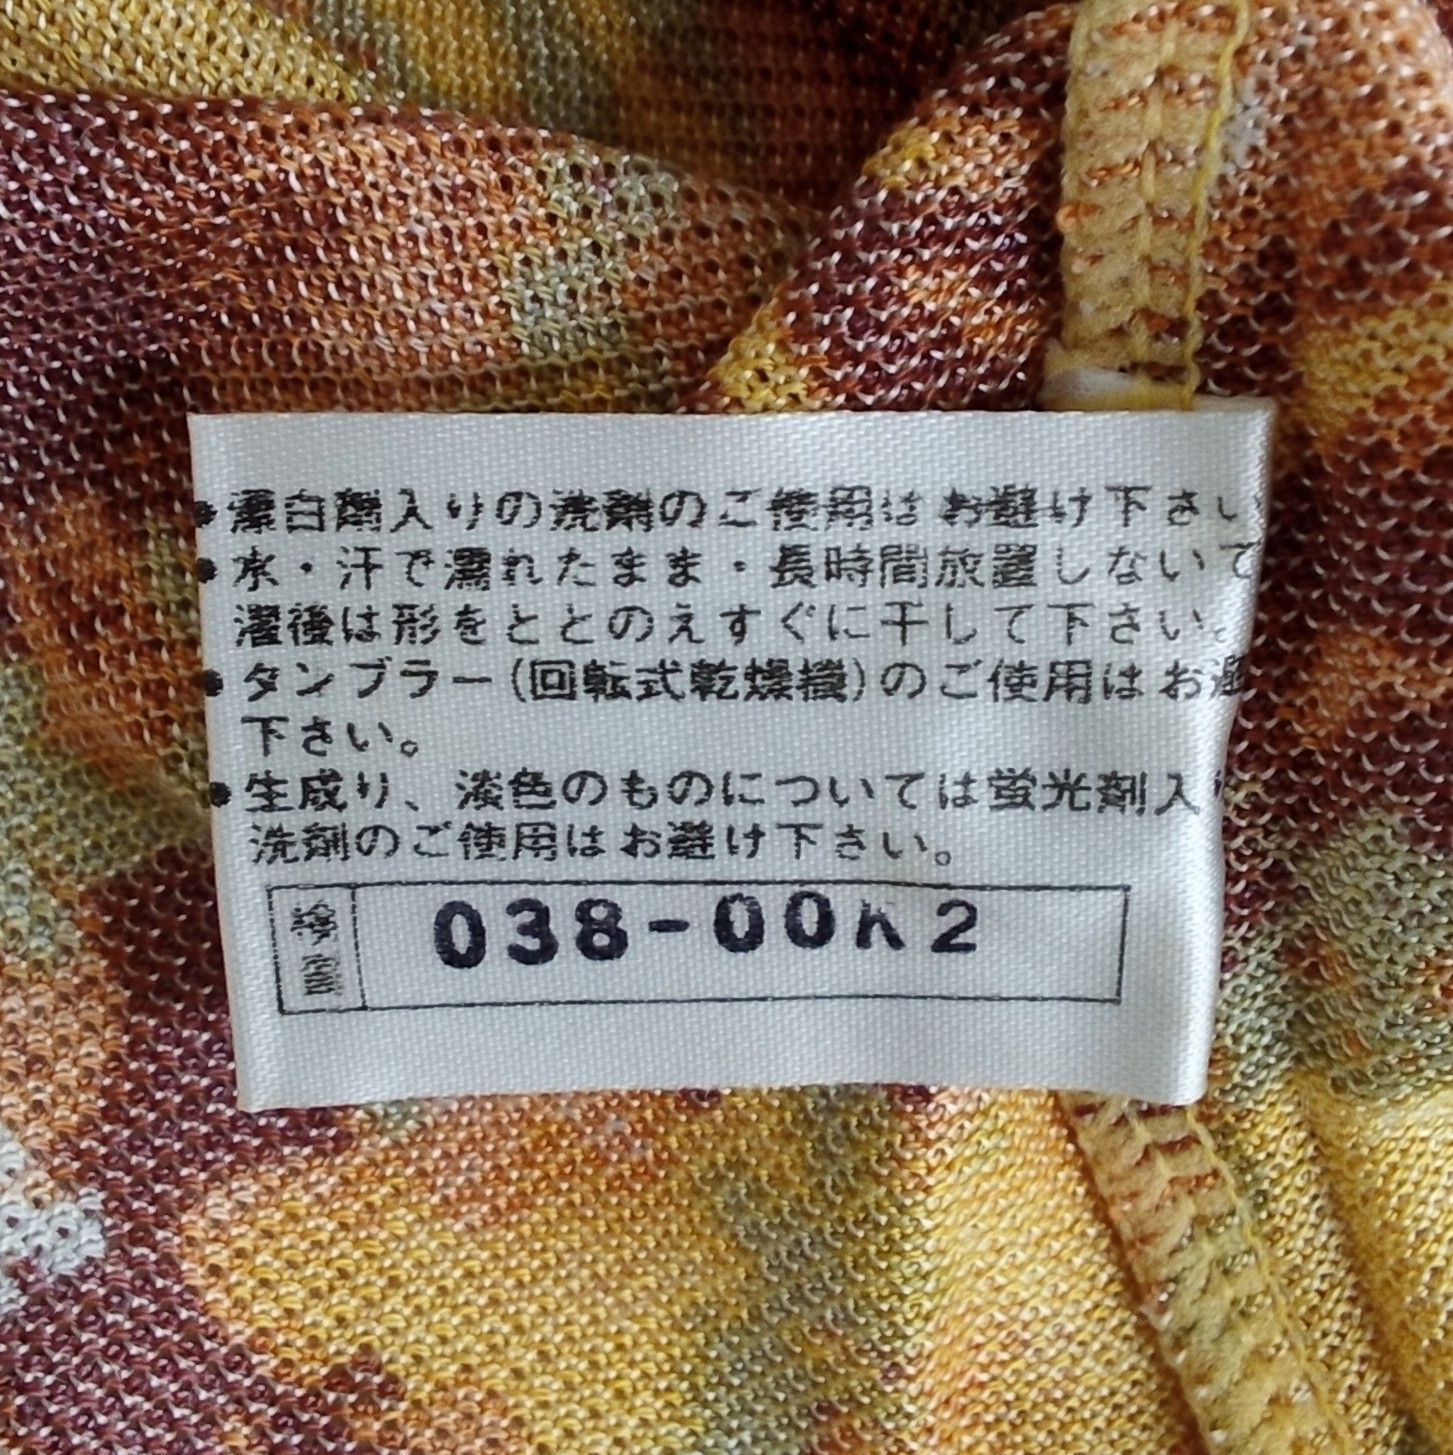 ●漂白剤入りの洗剤のご使用はお避け下さい
●水・汗で濡れたまま・長時間放置しないで
濯後は形をととのえすぐに干して下さい。
●タンブラー(回転式乾燥機)のご使用はお避
下さい。
●生成り、淡色のものについては蛍光剤入り
洗剤のご使用はお避け下さい。
検査 038-00K2